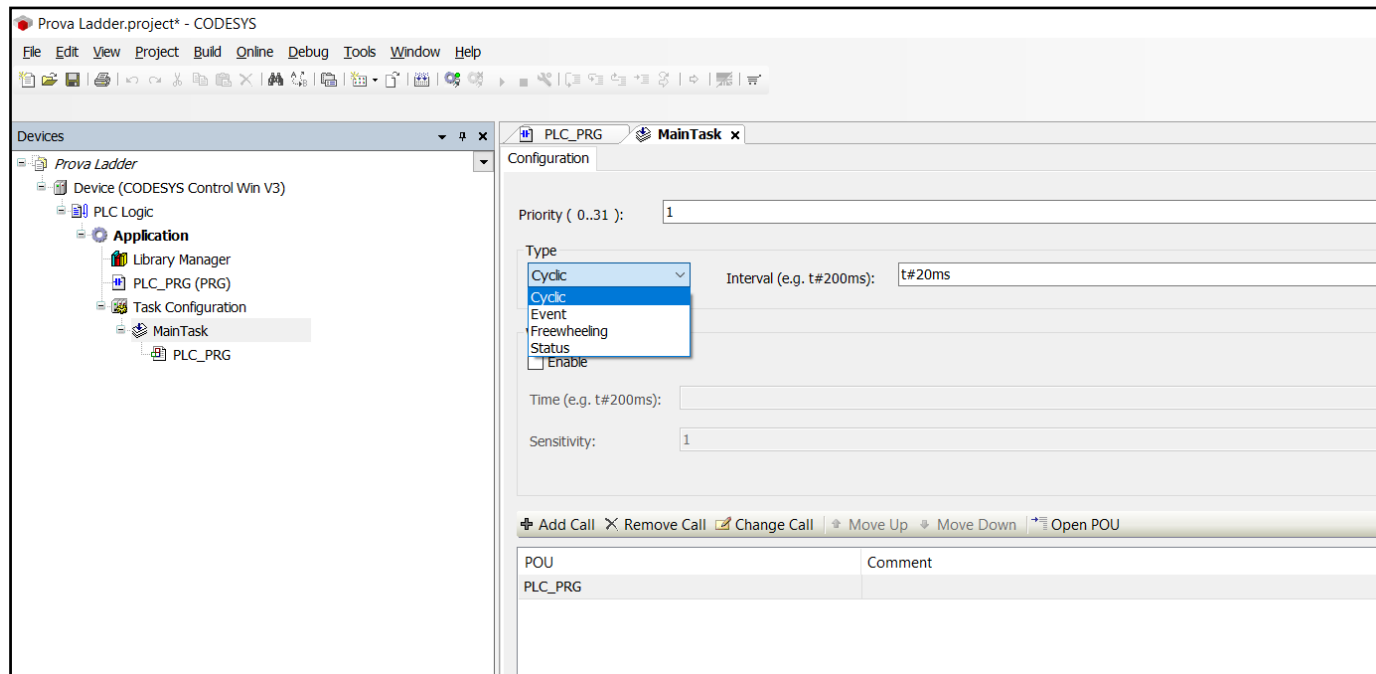 Prova Ladder.project* - CODESYS
File Edit View Project Build Online Debug Tools Window Help
Devices
Prova Ladder
Device (CODESYS Control Win V3)
PLC Logic
Application
Library Manager
PLC_PRG (PRG)
Task Configuration
MainTask
PLC_PRG
PLC_PRG MainTask
Configuration
Priority ( 0..31 ): 1
Type
Cyclic Interval (e.g. t#200ms): t#20ms
Cyclic
Event
Freewheeling
Status
Enable
Time (e.g. t#200ms):
Sensitivity: 1
Add Call Remove Call Change Call Move Up Move Down Open POU
POU Comment
PLC_PRG